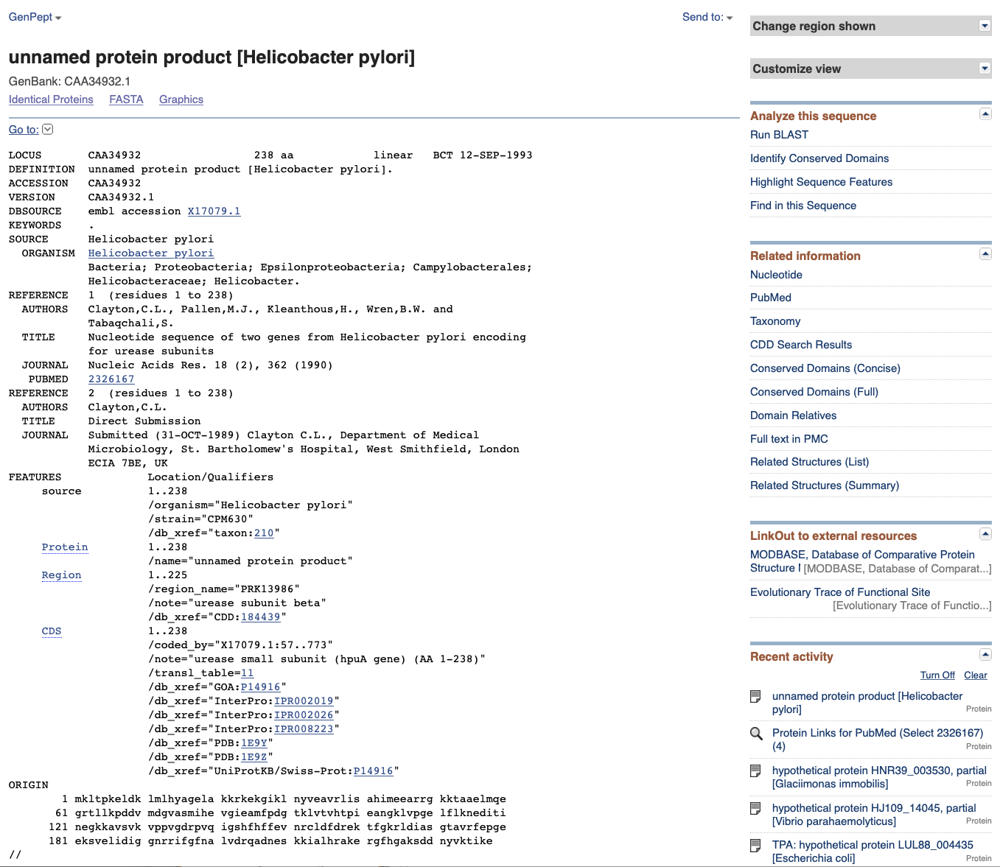 GenPept
Send to:
unnamed protein product [Helicobacter pylori]
GenBank: CAA34932.1
Identical Proteins FASTA Graphics
Go to:
LOCUS CAA34932 238 aa linear BCT 12-SEP-1993
DEFINITION unnamed protein product [Helicobacter pylori].
ACCESSION CAA34932
VERSION CAA34932.1
DBSOURCE embl accession X17079.1
KEYWORDS .
SOURCE Helicobacter pylori
ORGANISM Helicobacter pylori
Bacteria; Proteobacteria; Epsilonproteobacteria; Campylobacterales;
Helicobacteraceae; Helicobacter.
REFERENCE 1 (residues 1 to 238)
AUTHORS Clayton,C.L., Pallen,M.J., Kleanthous,H., Wren,B.W. and
Tabaqchali,S.
TITLE Nucleotide sequence of two genes from Helicobacter pylori encoding
for urease subunits
JOURNAL Nucleic Acids Res. 18 (2), 362 (1990)
PUBMED 2326167
REFERENCE 2 (residues 1 to 238)
AUTHORS Clayton,C.L.
TITLE Direct Submission
JOURNAL Submitted (31-OCT-1989) Clayton C.L., Department of Medical
Microbiology, St. Bartholomew's Hospital, West Smithfield, London
ECIA 7BE, UK
FEATURES Location/Qualifiers
source 1..238
/organism="Helicobacter pylori"
/strain="CPM630"
/db_xref="taxon:210"
Protein 1..238
/name="unnamed protein product"
Region 1..225
/region_name="PRK13986"
/note="urease subunit beta"
/db_xref="CDD:184439"
CDS 1..238
/coded_by="X17079.1:57..773"
/note="urease small subunit (hpuA gene) (AA 1-238)"
/transl_table=11
/db_xref="GOA:P14916"
/db_xref="InterPro:IPR002019"
/db_xref="InterPro:IPR002026"
/db_xref="InterPro:IPR008223"
/db_xref="PDB:1E9Y"
/db_xref="PDB:1E9Z"
/db_xref="UniProtKB/Swiss-Prot:P14916"
ORIGIN
1 mkltpkeldk lmlhyagela kkrkekgikl nyveavrlis ahimeearrg kktaaelmqe
61 grtllkpddv mdgvasmihe vgieamfpdg tklvtvhtpi eangklvpge lflknediti
121 negkkavsvk vppvgdrpvq igshfhffev nrcldfdrek tfgkrldias gtavrfepge
181 eksvelidig gnrrifgfna lvdrqadnes kkialhrake rgfhgaksdd nyvktike
//
Change region shown
Customize view
Analyze this sequence
Run BLAST
Identify Conserved Domains
Highlight Sequence Features
Find in this Sequence
Related information
Nucleotide
PubMed
Taxonomy
CDD Search Results
Conserved Domains (Concise)
Conserved Domains (Full)
Domain Relatives
Full text in PMC
Related Structures (List)
Related Structures (Summary)
LinkOut to external resources
MODBASE, Database of Comparative Protein
Structure [MODBASE, Database of Comparat...]
Evolutionary Trace of Functional Site
[Evolutionary Trace of Functio...]
Recent activity
Turn Off Clear
unnamed protein product [Helicobacter
pylori] Protein
Protein Links for PubMed (Select 2326167)
(4) Protein
hypothetical protein HNR39_003530, partial
[Glaciimonas immobilis] Protein
hypothetical protein HJ109_14045, partial
[Vibrio parahaemolyticus] Protein
TPA: hypothetical protein LUL88_004435
[Escherichia coli] Protein